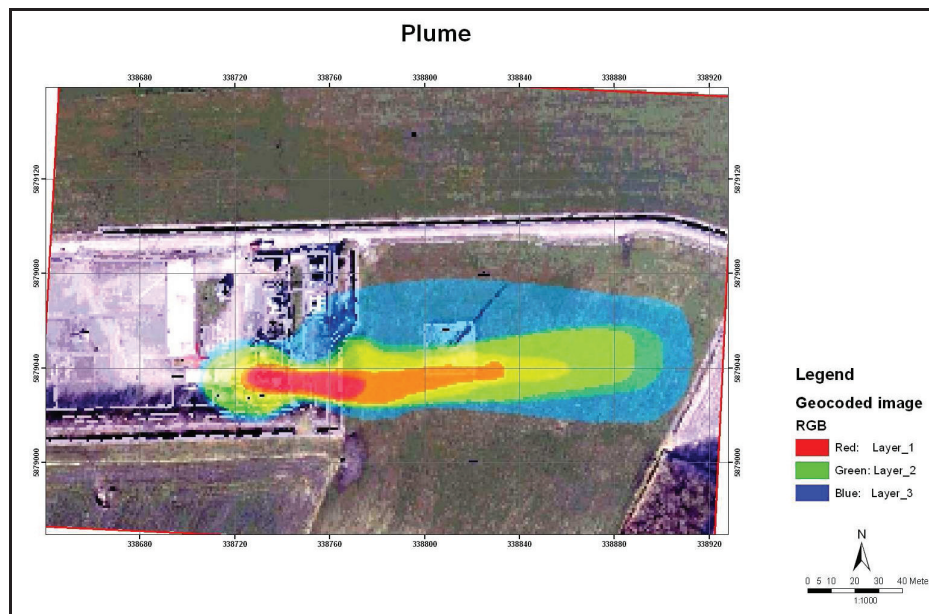 Plume
338680 338720 338760 338800 338840 338880 338920
5879120 5879120
5879080 5879080
5879040 5879040
5879000 5879000
338680 338720 338760 338800 338840 338880 338920
Legend
Geocoded image
RGB
Red: Layer_1
Green: Layer_2
Blue: Layer_3
N
0 5 10 20 30 40 Mete
1:1000